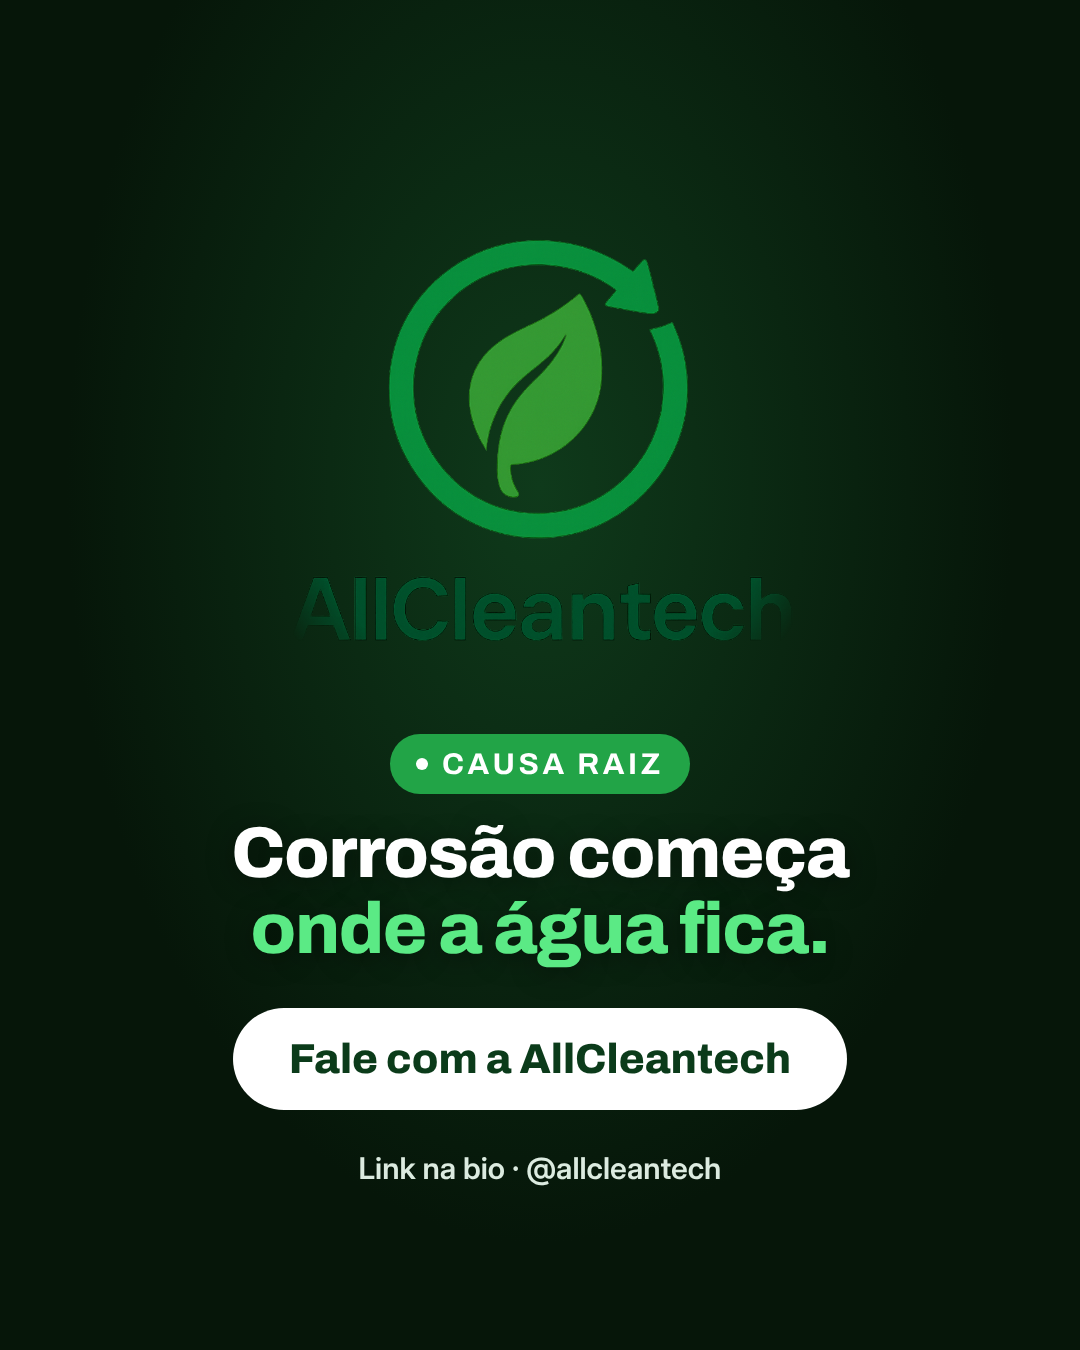 AllCleantech
• CAUSA RAIZ
Corrosão começa
onde a água fica.
Fale com a AllCleantech
Link na bio · @allcleantech